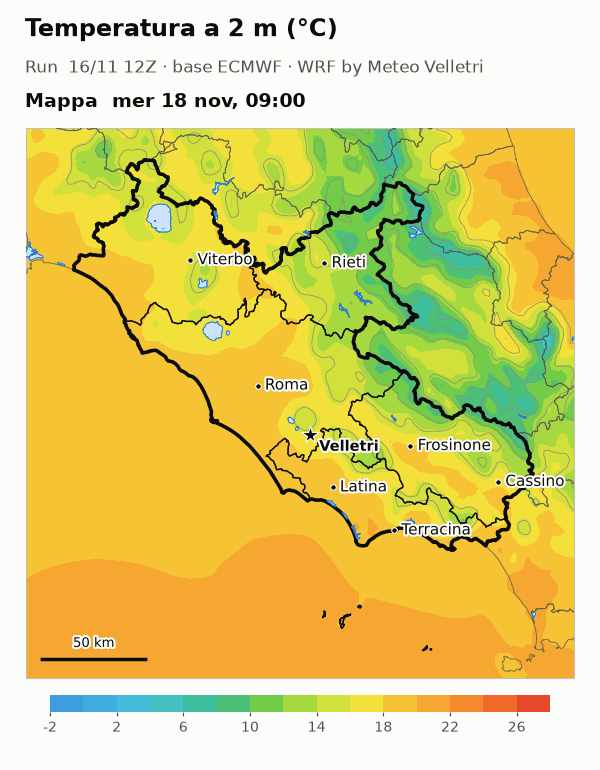 Temperatura a 2 m (°C)
Run  16/11 12Z · base ECMWF · WRF by Meteo Velletri
Mappa  mer 18 nov, 09:00
Viterbo
Rieti
Roma
Velletri
Frosinone
Cassino
Latina
Terracina
50 km
-2 2 6 10 14 18 22 26